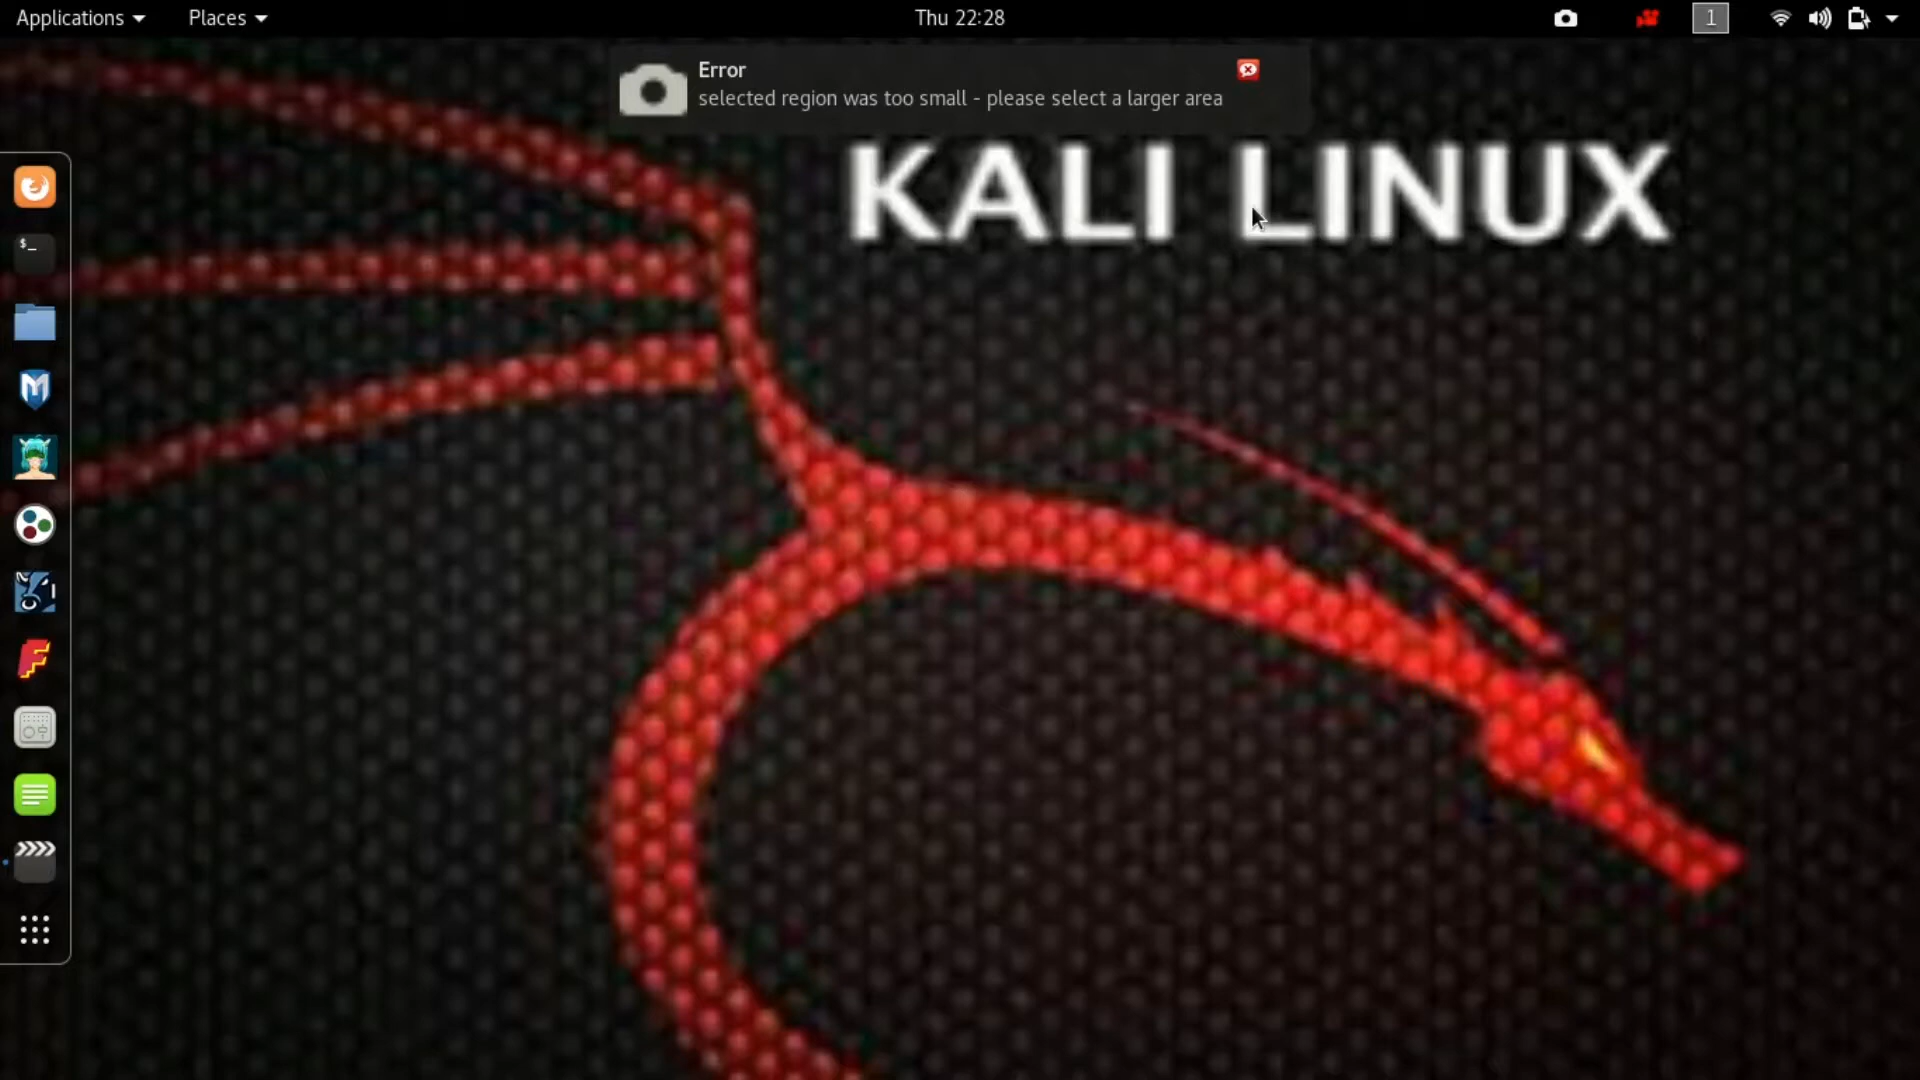 Applications Places Thu 22:28 1
Error
selected region was too small - please select a larger area
KALI LINUX
$_